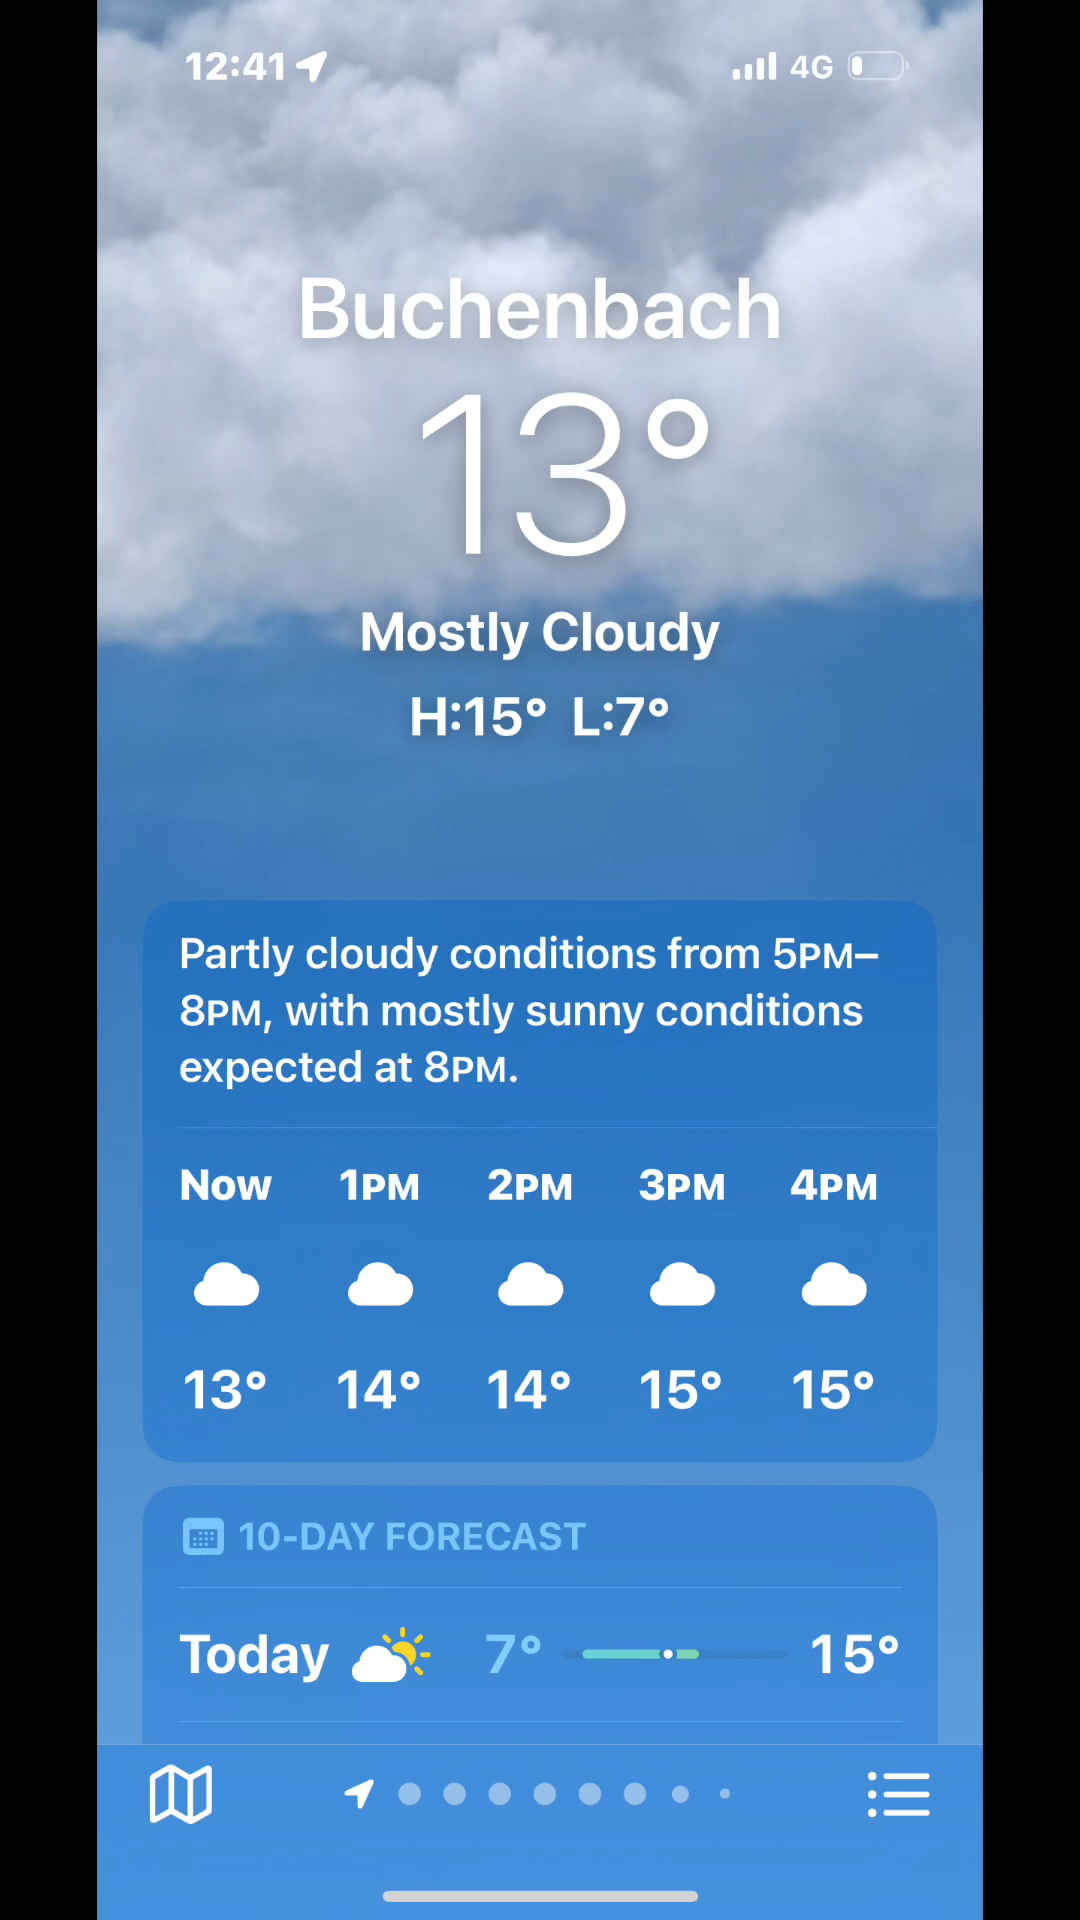 12:41 4G
Buchenbach
13°
Mostly Cloudy
H:15° L:7°
Partly cloudy conditions from 5PM–
8PM, with mostly sunny conditions
expected at 8PM.
Now 1PM 2PM 3PM 4PM
13° 14° 14° 15° 15°
10-DAY FORECAST
Today 7° 15°